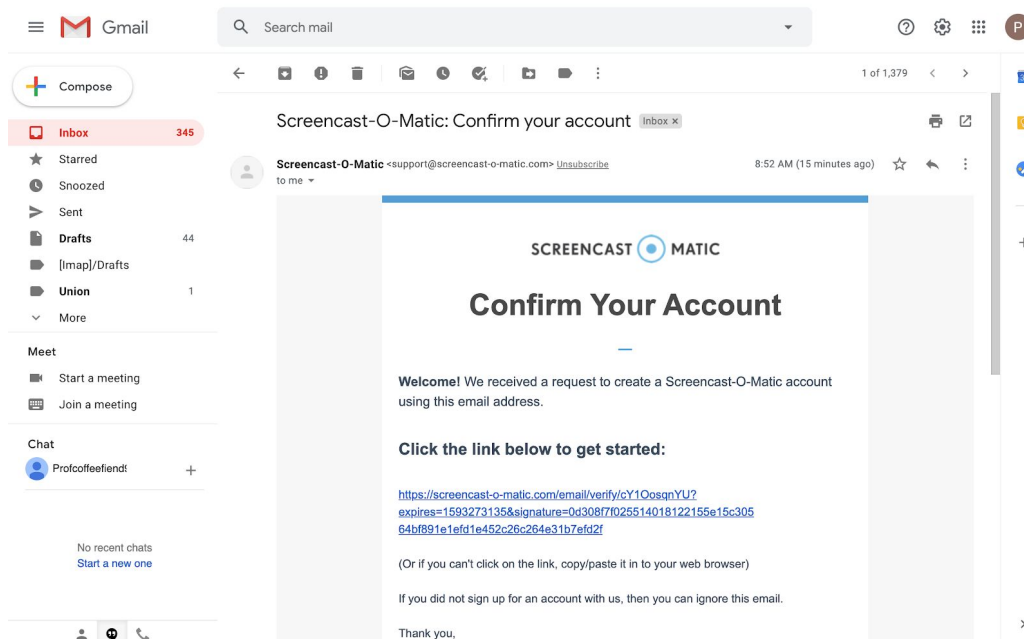 Gmail
Search mail
P
Compose
1 of 1,379
Inbox 345
Starred
Snoozed
Sent
Drafts 44
[Imap]/Drafts
Union 1
More
Meet
Start a meeting
Join a meeting
Chat
Profcoffeefiend
No recent chats
Start a new one
Screencast-O-Matic: Confirm your account Inbox x
Screencast-O-Matic <support@screencast-o-matic.com> Unsubscribe 8:52 AM (15 minutes ago)
to me
SCREENCAST MATIC
Confirm Your Account
Welcome! We received a request to create a Screencast-O-Matic account
using this email address.
Click the link below to get started:
https://screencast-o-matic.com/email/verify/cY1OosqnYU?
expires=1593273135&signature=0d308f7f025514018122155e15c305
64bf891e1efd1e452c26c264e31b7efd2f
(Or if you can't click on the link, copy/paste it in to your web browser)
If you did not sign up for an account with us, then you can ignore this email.
Thank you,